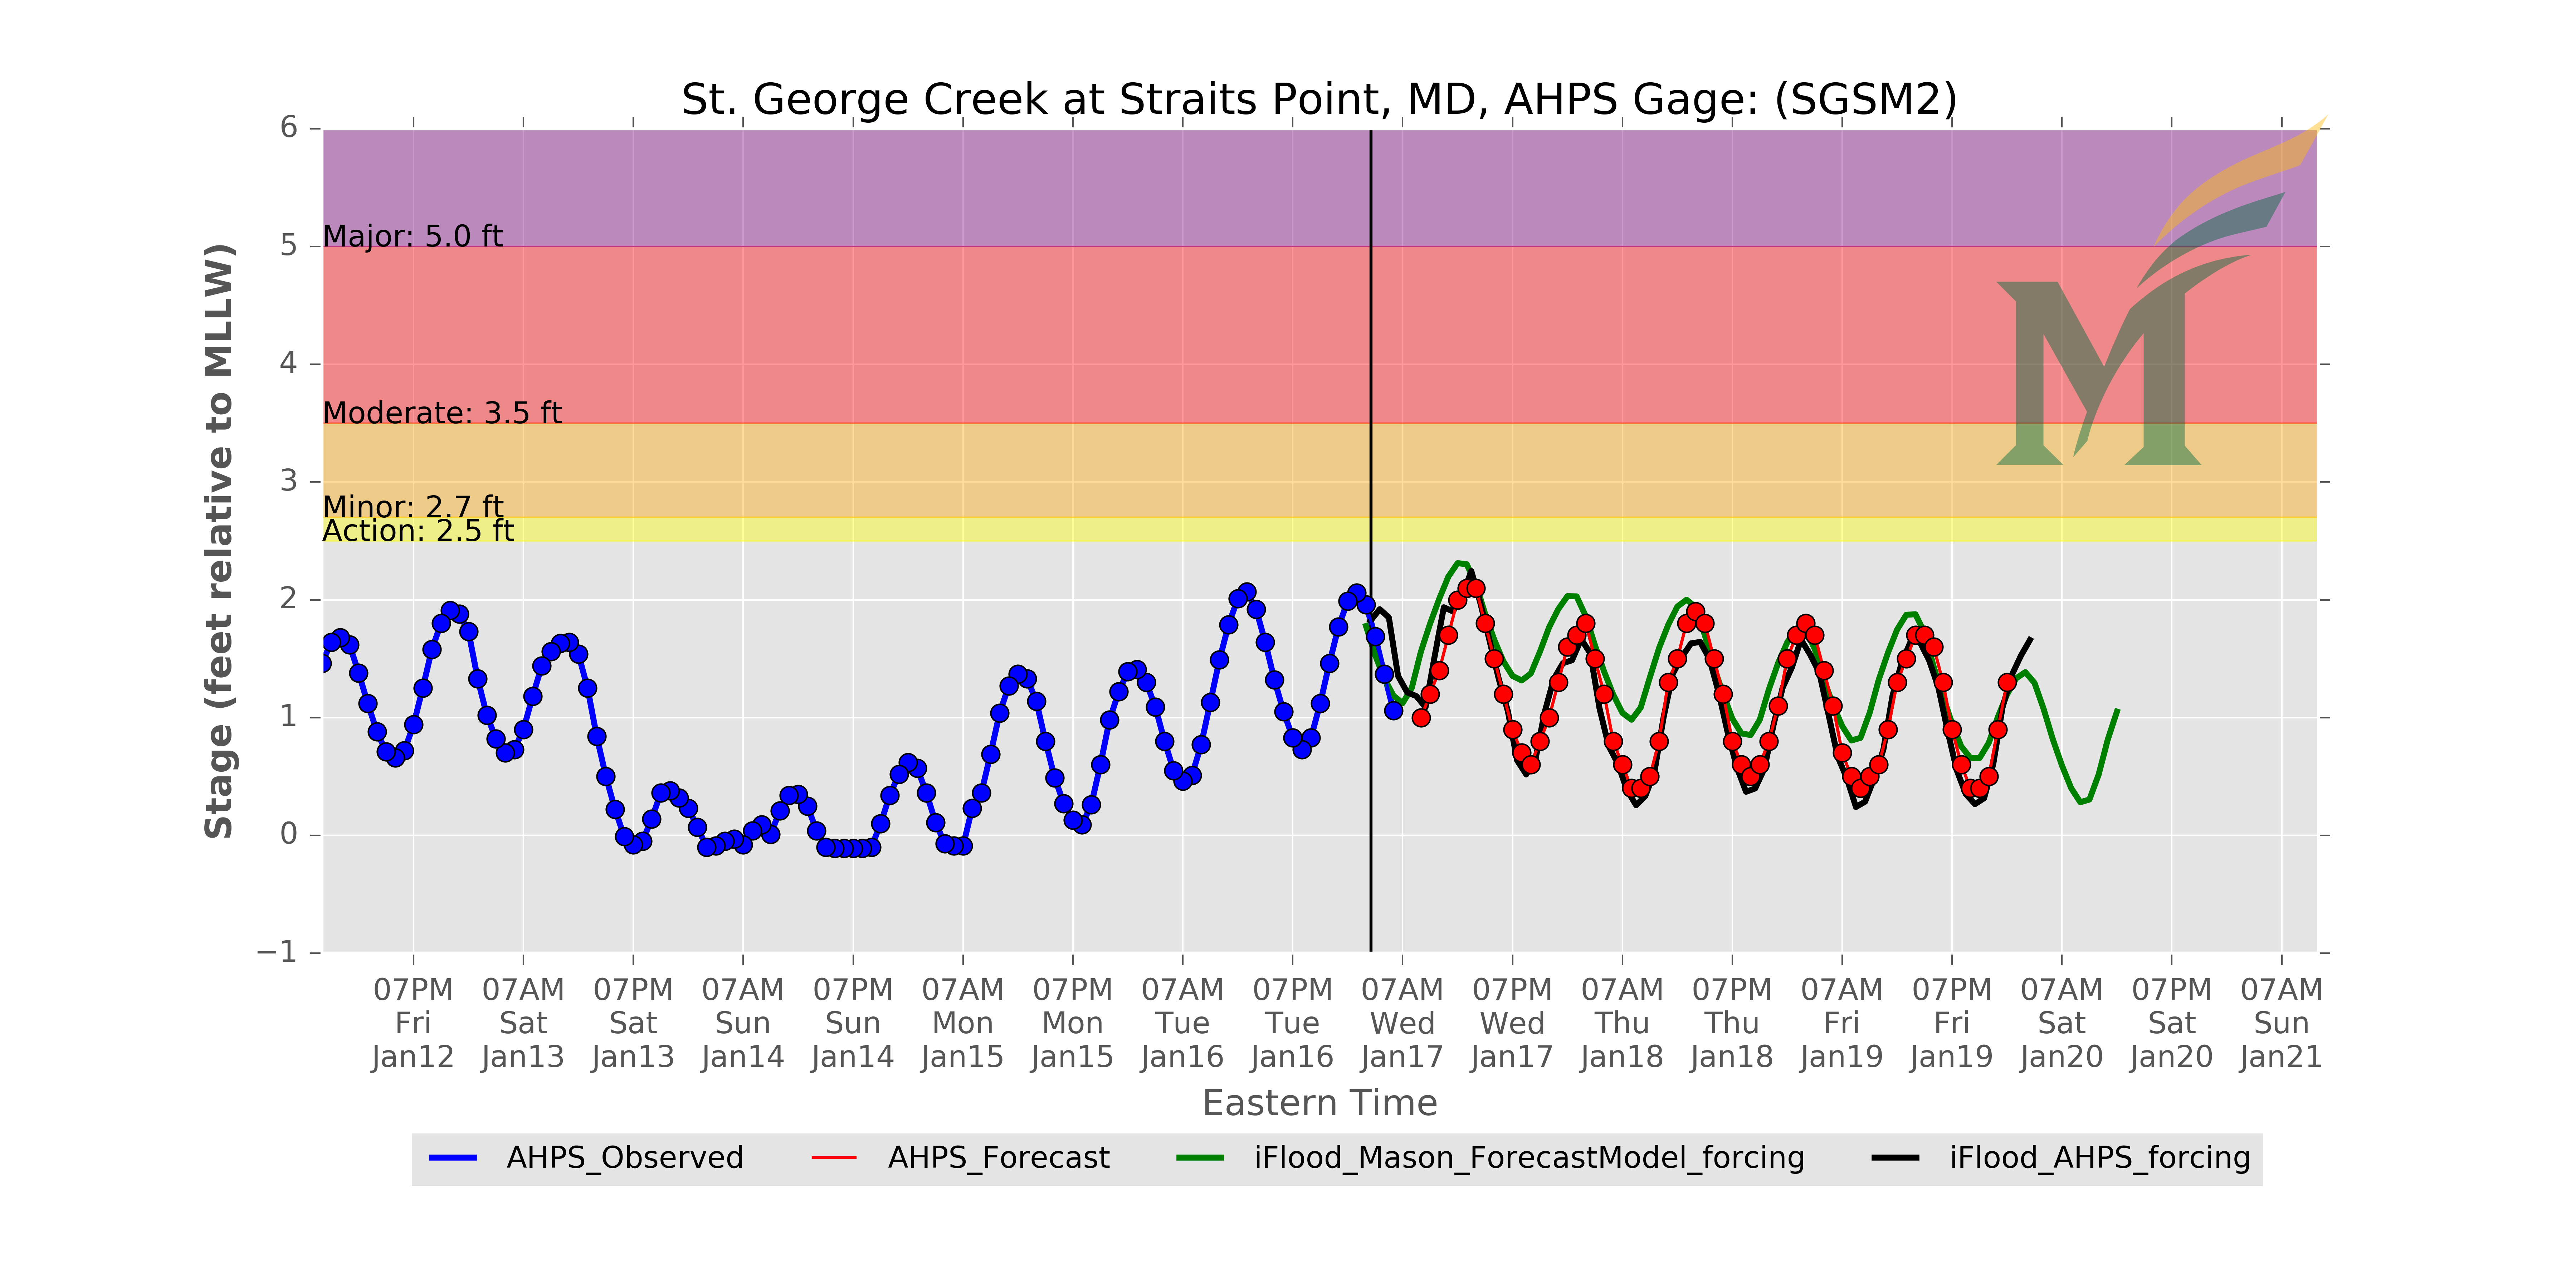 St. George Creek at Straits Point, MD, AHPS Gage: (SGSM2)
Stage (feet relative to MLLW)
6
5
4
3
2
1
0
−1
Major: 5.0 ft
Moderate: 3.5 ft
Minor: 2.7 ft
Action: 2.5 ft
M
07PM 07AM 07PM 07AM 07PM 07AM 07PM 07AM 07PM 07AM 07PM 07AM 07PM 07AM 07PM 07AM 07PM 07AM
Fri Sat Sat Sun Sun Mon Mon Tue Tue Wed Wed Thu Thu Fri Fri Sat Sat Sun
Jan12 Jan13 Jan13 Jan14 Jan14 Jan15 Jan15 Jan16 Jan16 Jan17 Jan17 Jan18 Jan18 Jan19 Jan19 Jan20 Jan20 Jan21
Eastern Time
AHPS_Observed AHPS_Forecast iFlood_Mason_ForecastModel_forcing iFlood_AHPS_forcing